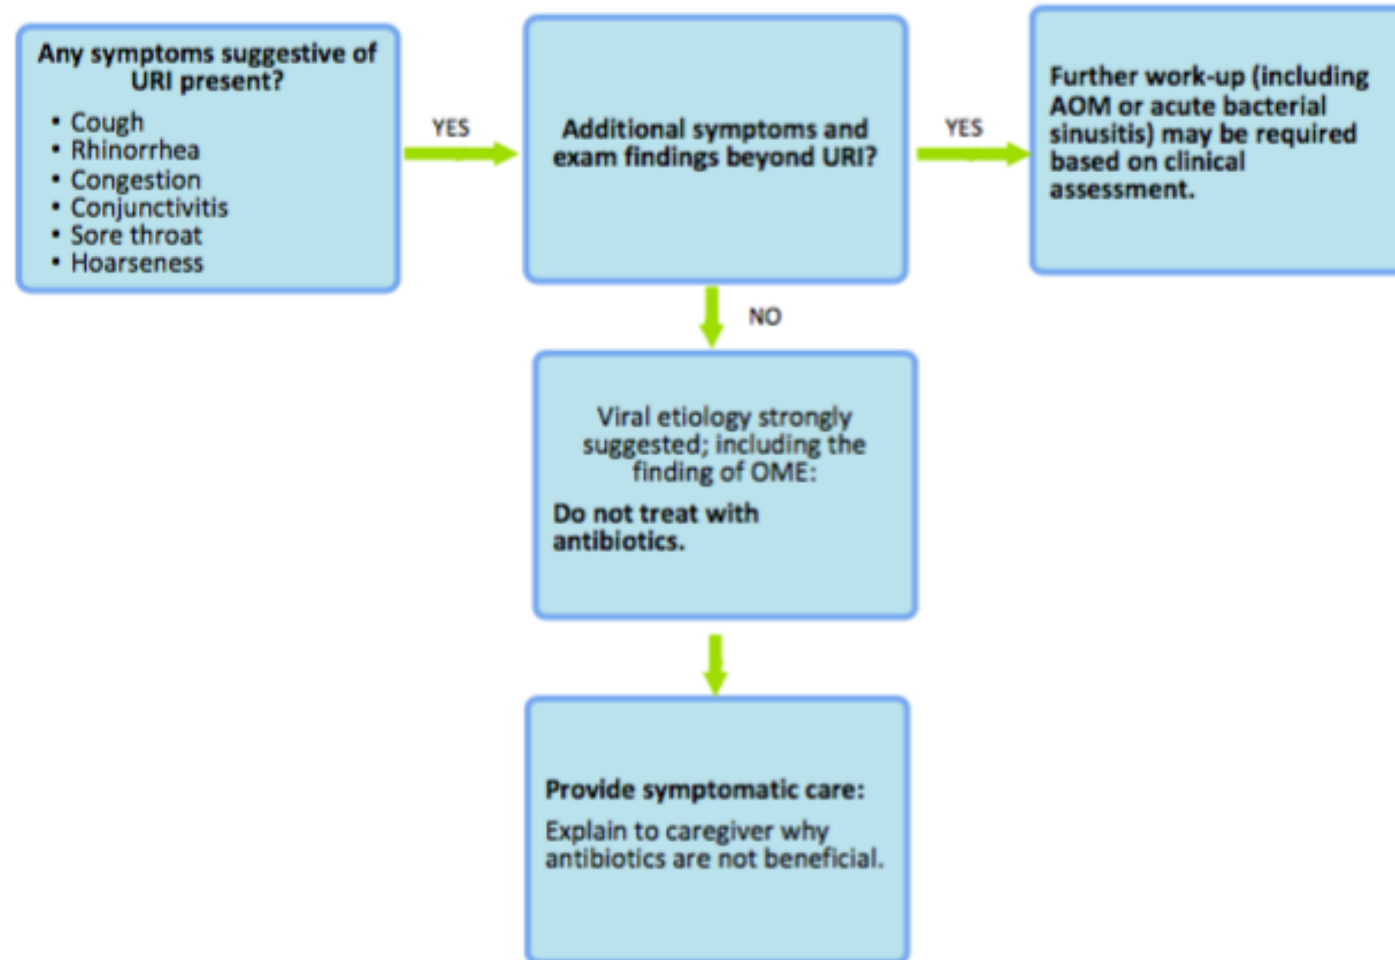 Any symptoms suggestive of
URI present?
• Cough
• Rhinorrhea
• Congestion
• Conjunctivitis
• Sore throat
• Hoarseness
YES
Additional symptoms and
exam findings beyond URI?
YES
Further work-up (including
AOM or acute bacterial
sinusitis) may be required
based on clinical
assessment.
NO
Viral etiology strongly
suggested; including the
finding of OME:
Do not treat with
antibiotics.
Provide symptomatic care:
Explain to caregiver why
antibiotics are not beneficial.